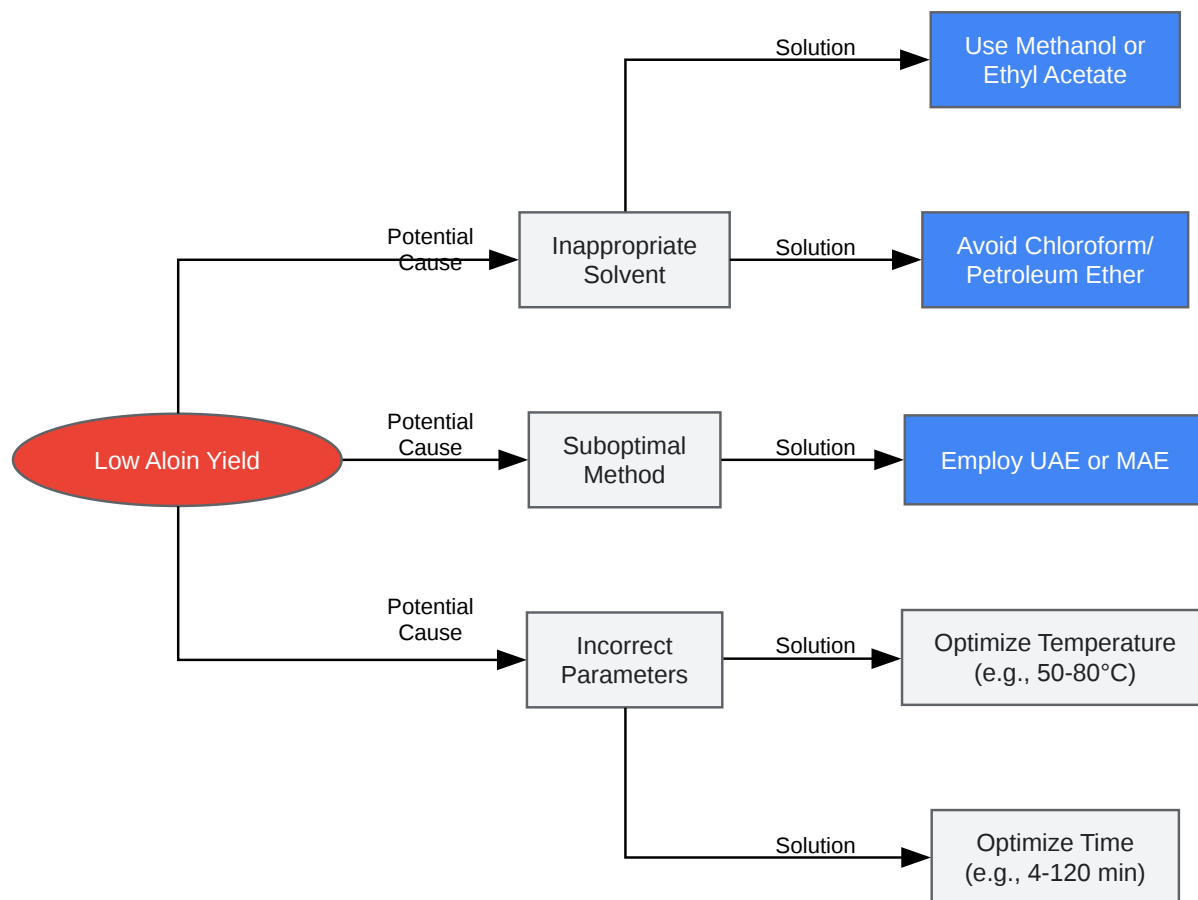 Solution
Use Methanol or
Ethyl Acetate
Potential
Cause
Inappropriate
Solvent
Solution
Avoid Chloroform/
Petroleum Ether
Low Aloin Yield
Potential
Cause
Suboptimal
Method
Solution
Employ UAE or MAE
Potential
Cause
Incorrect
Parameters
Solution
Optimize Temperature
(e.g., 50-80°C)
Solution
Optimize Time
(e.g., 4-120 min)